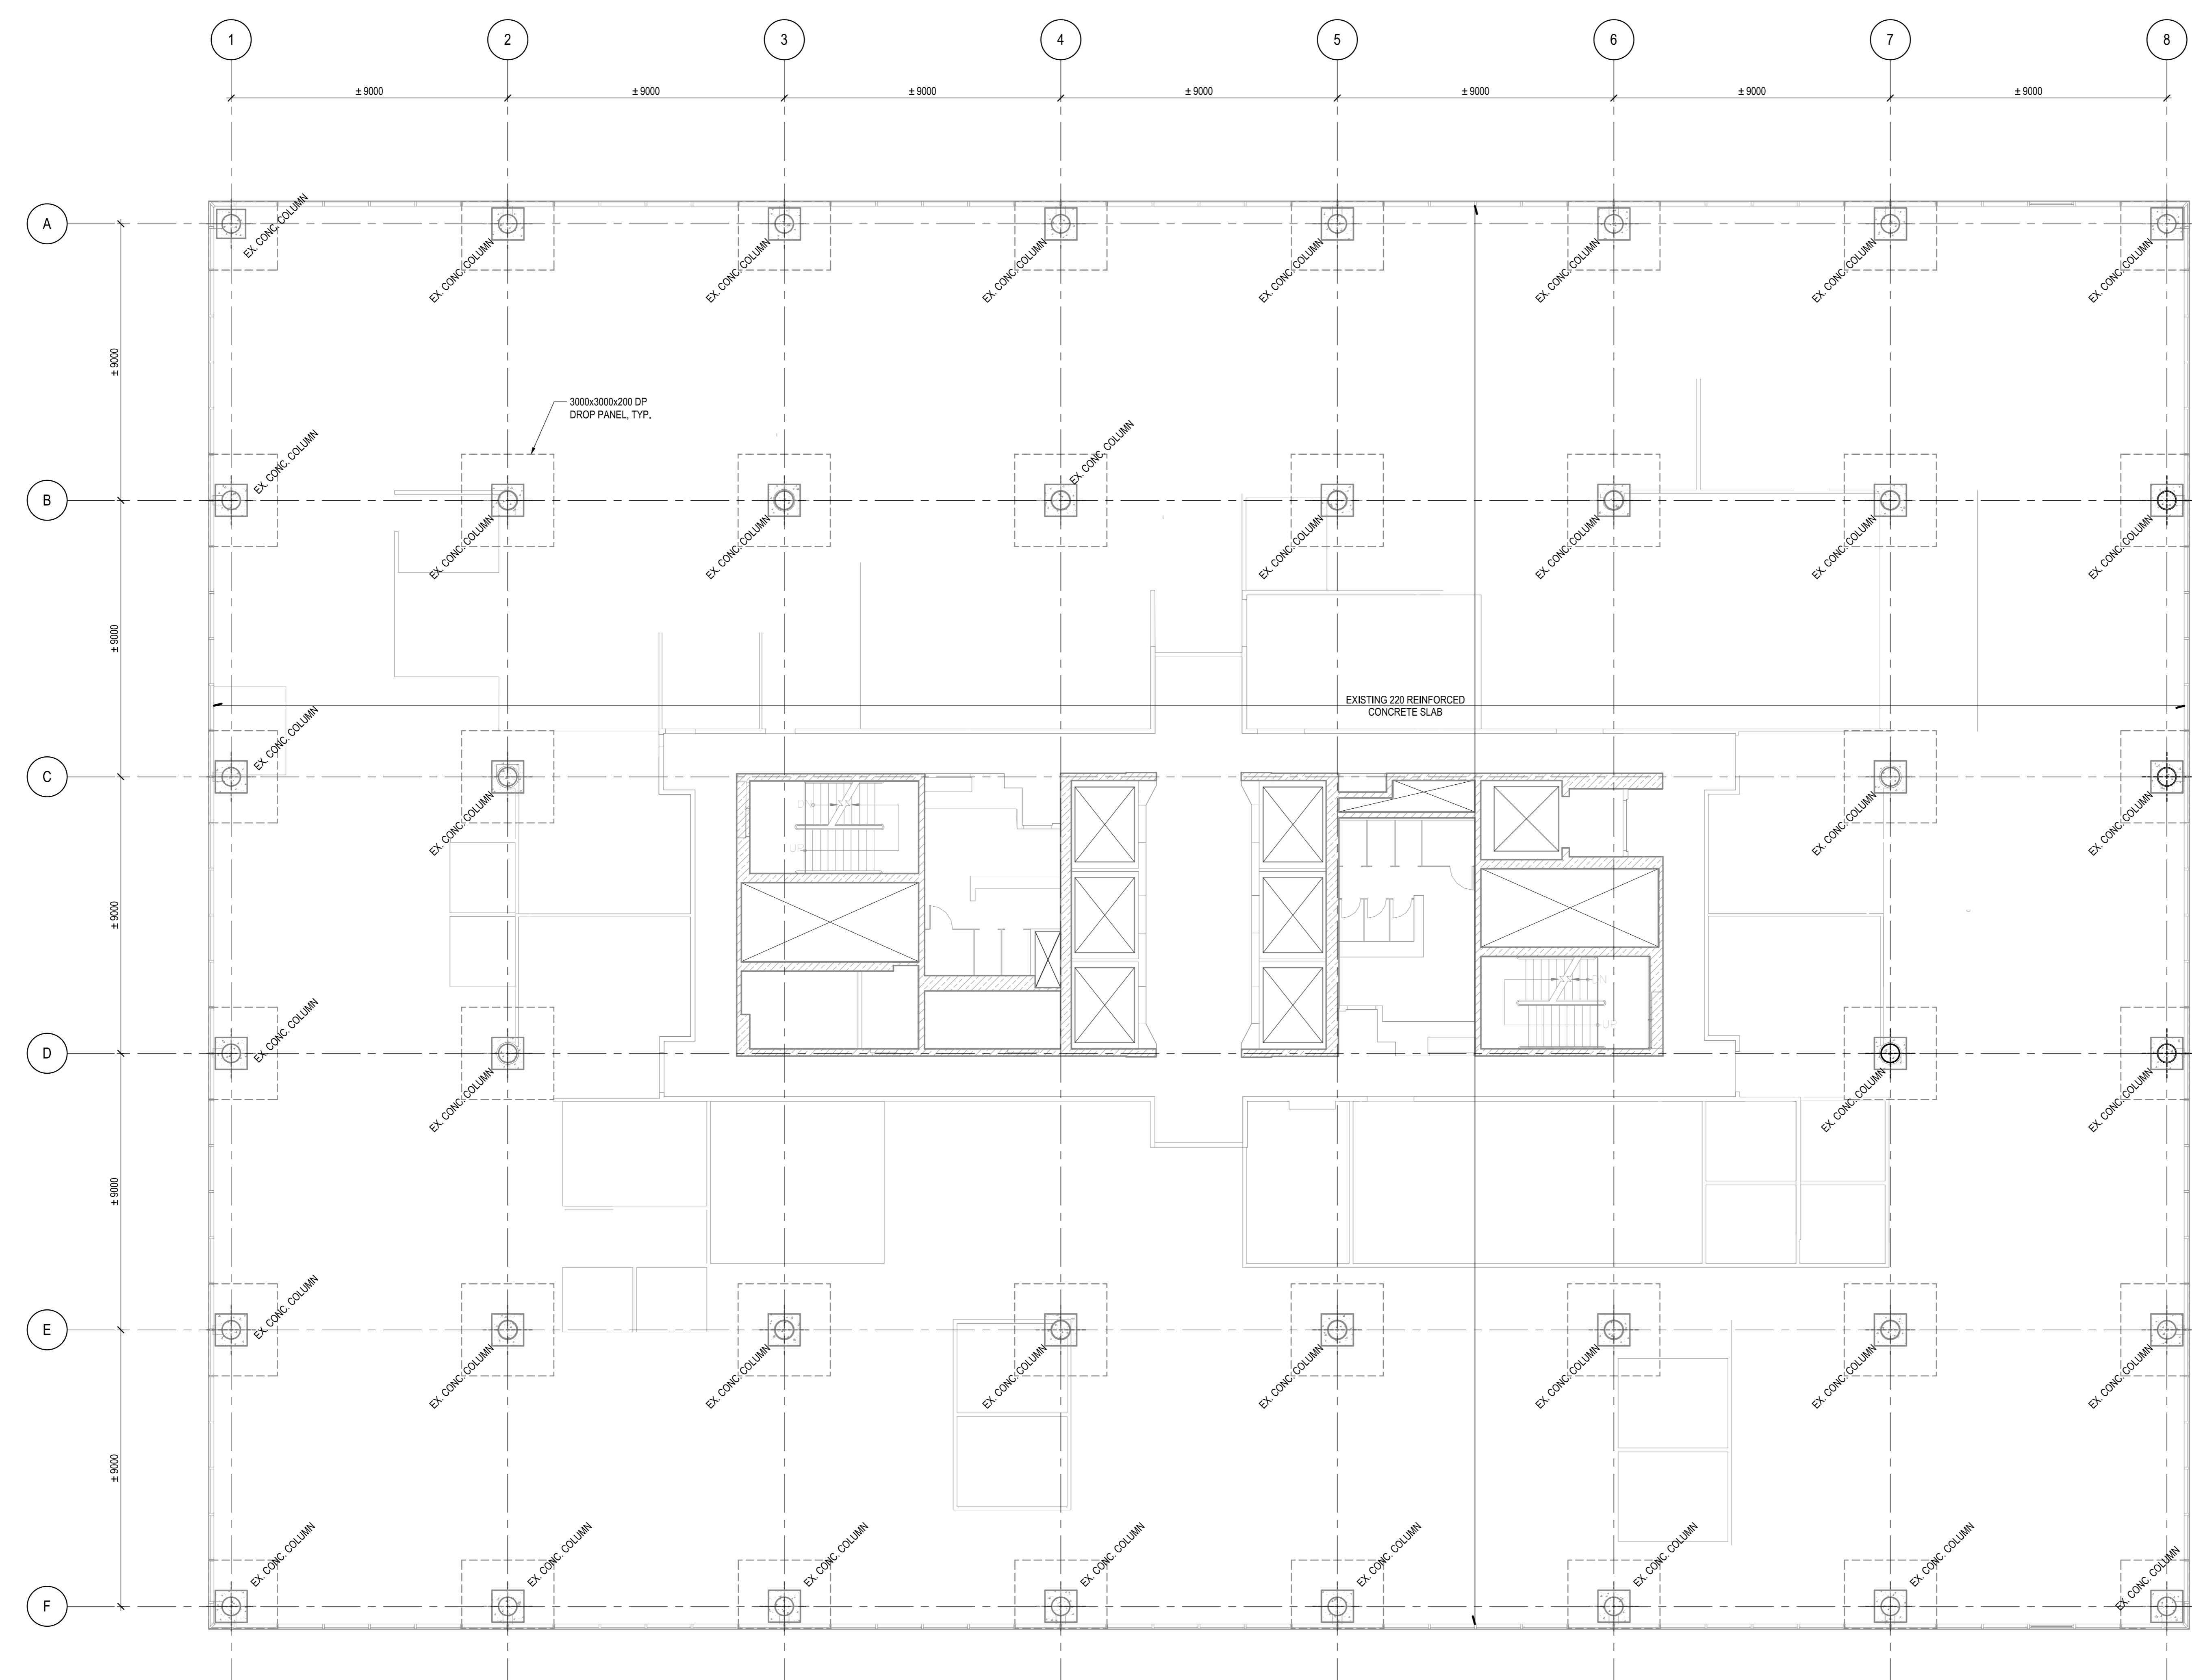 1 2 3 4 5 6 7 8
± 9000 ± 9000 ± 9000 ± 9000 ± 9000 ± 9000 ± 9000
A
EX. CONC. COLUMN
EX. CONC. COLUMN EX. CONC. COLUMN EX. CONC. COLUMN EX. CONC. COLUMN EX. CONC. COLUMN EX. CONC. COLUMN EX. CONC. COLUMN
± 9000
3000x3000x200 DP
DROP PANEL, TYP.
EX. CONC. COLUMN EX. CONC. COLUMN
B
EX. CONC. COLUMN EX. CONC. COLUMN EX. CONC. COLUMN EX. CONC. COLUMN EX. CONC. COLUMN EX. CONC. COLUMN
± 9000
EXISTING 220 REINFORCED
CONCRETE SLAB
EX. CONC. COLUMN
C
EX. CONC. COLUMN EX. CONC. COLUMN EX. CONC. COLUMN
DN
UP
± 9000
DN
UP
EX. CONC. COLUMN
D
EX. CONC. COLUMN EX. CONC. COLUMN EX. CONC. COLUMN
± 9000
EX. CONC. COLUMN
E
EX. CONC. COLUMN EX. CONC. COLUMN EX. CONC. COLUMN EX. CONC. COLUMN EX. CONC. COLUMN EX. CONC. COLUMN EX. CONC. COLUMN
± 9000
EX. CONC. COLUMN EX. CONC. COLUMN EX. CONC. COLUMN EX. CONC. COLUMN EX. CONC. COLUMN EX. CONC. COLUMN EX. CONC. COLUMN EX. CONC. COLUMN
F